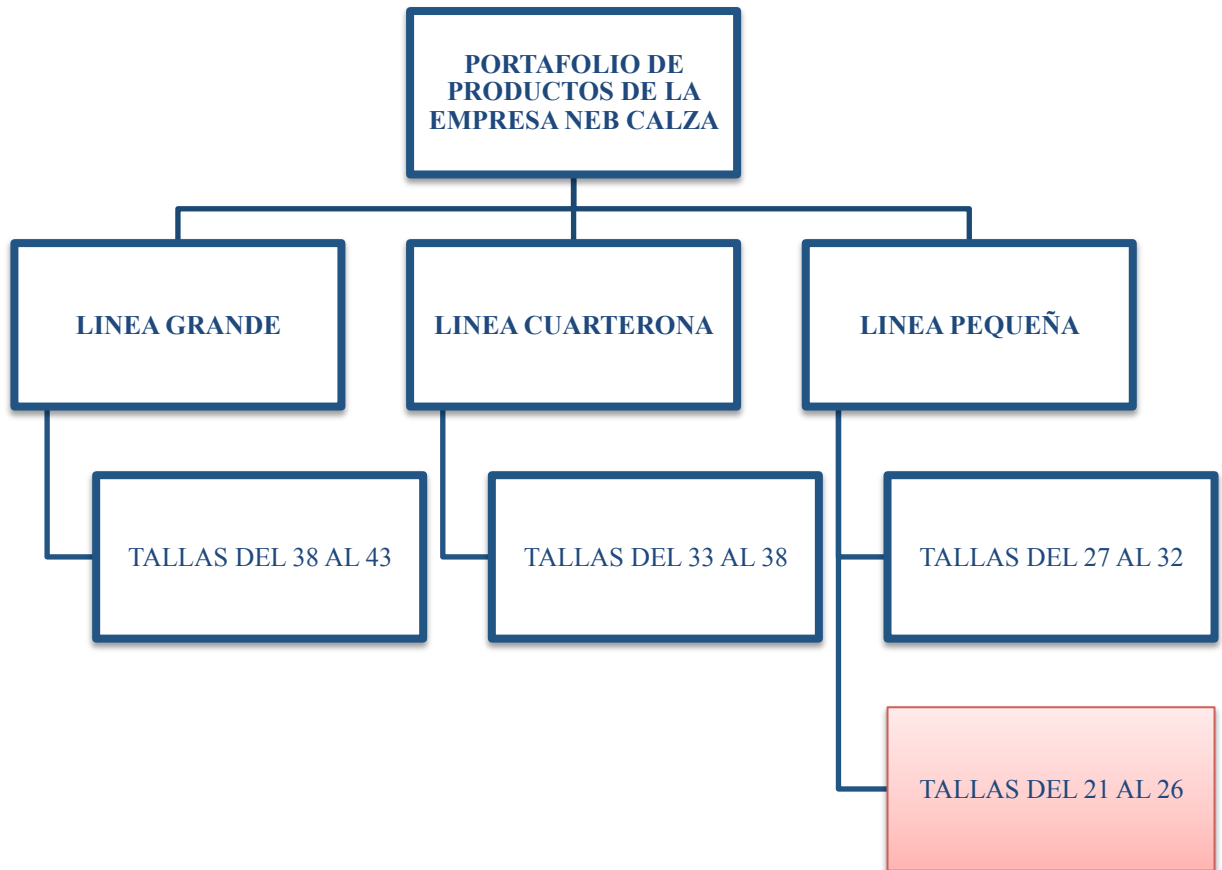 PORTAFOLIO DE
PRODUCTOS DE LA
EMPRESA NEB CALZA
LINEA GRANDE
LINEA CUARTERONA
LINEA PEQUEÑA
TALLAS DEL 38 AL 43
TALLAS DEL 33 AL 38
TALLAS DEL 27 AL 32
TALLAS DEL 21 AL 26